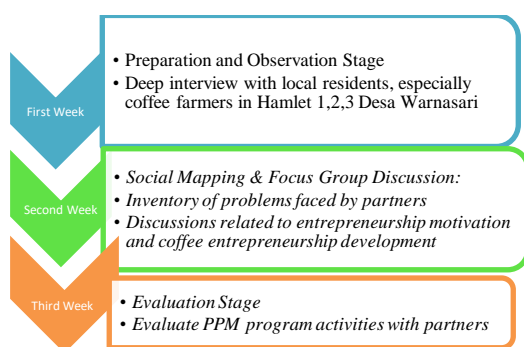 First Week
• Preparation and Observation Stage
• Deep interview with local residents, especially
coffee farmers in Hamlet 1,2,3 Desa Warnasari
Second Week
• Social Mapping & Focus Group Discussion:
• Inventory of problems faced by partners
• Discussions related to entrepreneurship motivation
and coffee entrepreneurship development
Third Week
• Evaluation Stage
• Evaluate PPM program activities with partners